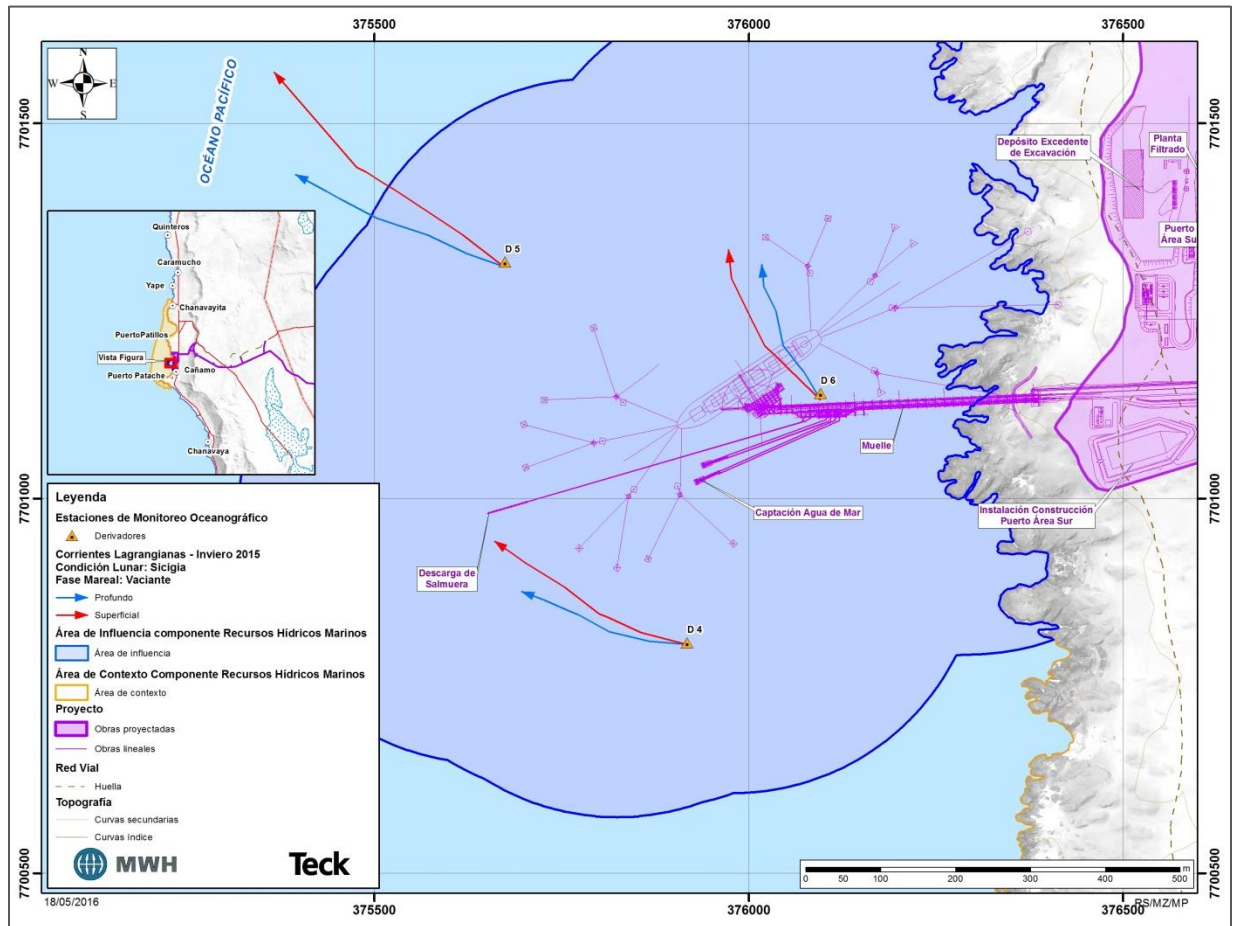 375500
376000
376500
N
W
E
S
OCÉANO PACÍFICO
7701500
7701500
Depósito Excedente
de Excavación
Planta
Filtrado
Puerto
Área Su
Quinteros
Caramucho
Yape
Chanavayita
PuertoPatillos
Vista Figura
Cáñamo
Puerto Patache
Chanavaya
D 5
D 6
Muelle
7701000
7701000
Captación Agua de Mar
Instalación Construcción
Puerto Área Sur
Descarga de
Salmuera
D 4
Leyenda
Estaciones de Monitoreo Oceanográfico
Derivadores
Corrientes Lagrangianas - Inviero 2015
Condición Lunar: Sicigia
Fase Mareal: Vaciante
Profundo
Superficial
Área de Influencia componente Recursos Hídricos Marinos
Área de influencia
Área de Contexto Componente Recursos Hídricos Marinos
Área de contexto
Proyecto
Obras proyectadas
Obras lineales
Red Vial
Huella
Topografía
Curvas secundarias
Curvas índice
MWH
Teck
m
0 50 100 200 300 400 500
7700500
7700500
18/05/2016
RS/MZ/MP
375500
376000
376500